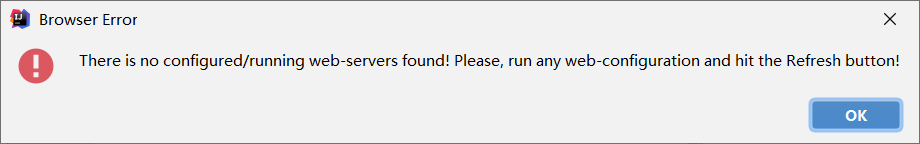 Browser Error
There is no configured/running web-servers found! Please, run any web-configuration and hit the Refresh button!
OK